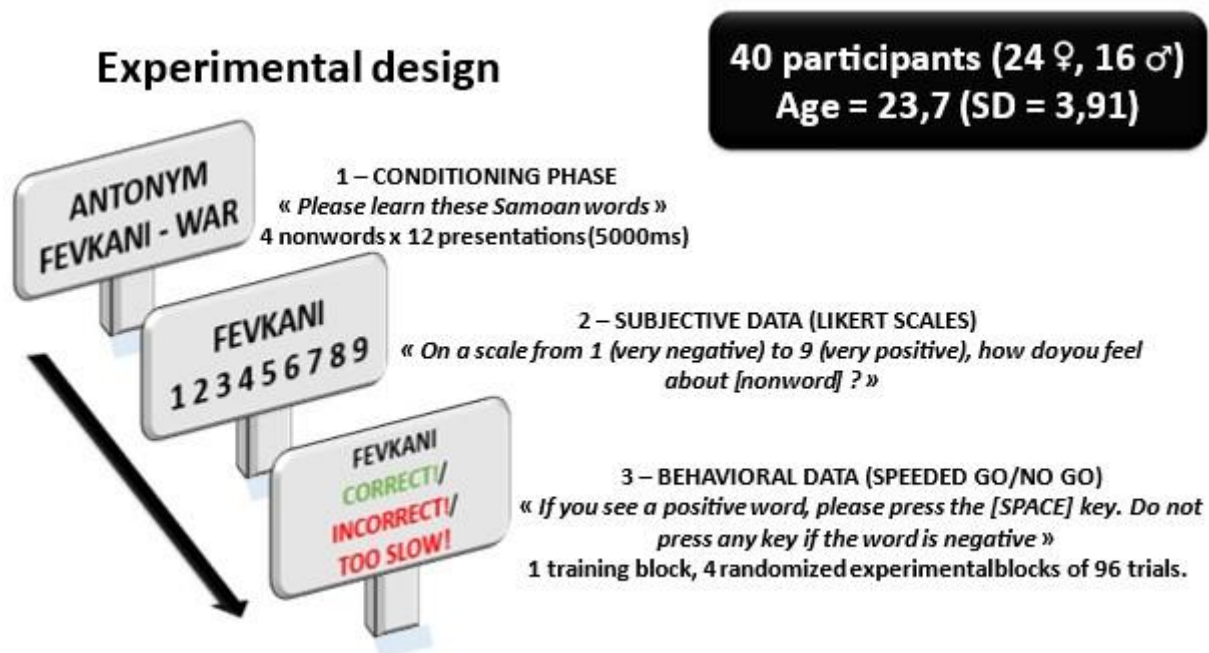 Experimental design
40 participants (24 ♀, 16 ♂)
Age = 23,7 (SD = 3,91)
ANTONYM
FEVKANI - WAR
1 – CONDITIONING PHASE
« Please learn these Samoan words »
4 nonwords x 12 presentations (5000ms)
FEVKANI
1 2 3 4 5 6 7 8 9
2 – SUBJECTIVE DATA (LIKERT SCALES)
« On a scale from 1 (very negative) to 9 (very positive), how do you feel
about [nonword] ? »
FEVKANI
CORRECT!/
INCORRECT!/
TOO SLOW!
3 – BEHAVIORAL DATA (SPEEDED GO/NO GO)
« If you see a positive word, please press the [SPACE] key. Do not
press any key if the word is negative »
1 training block, 4 randomized experimental blocks of 96 trials.